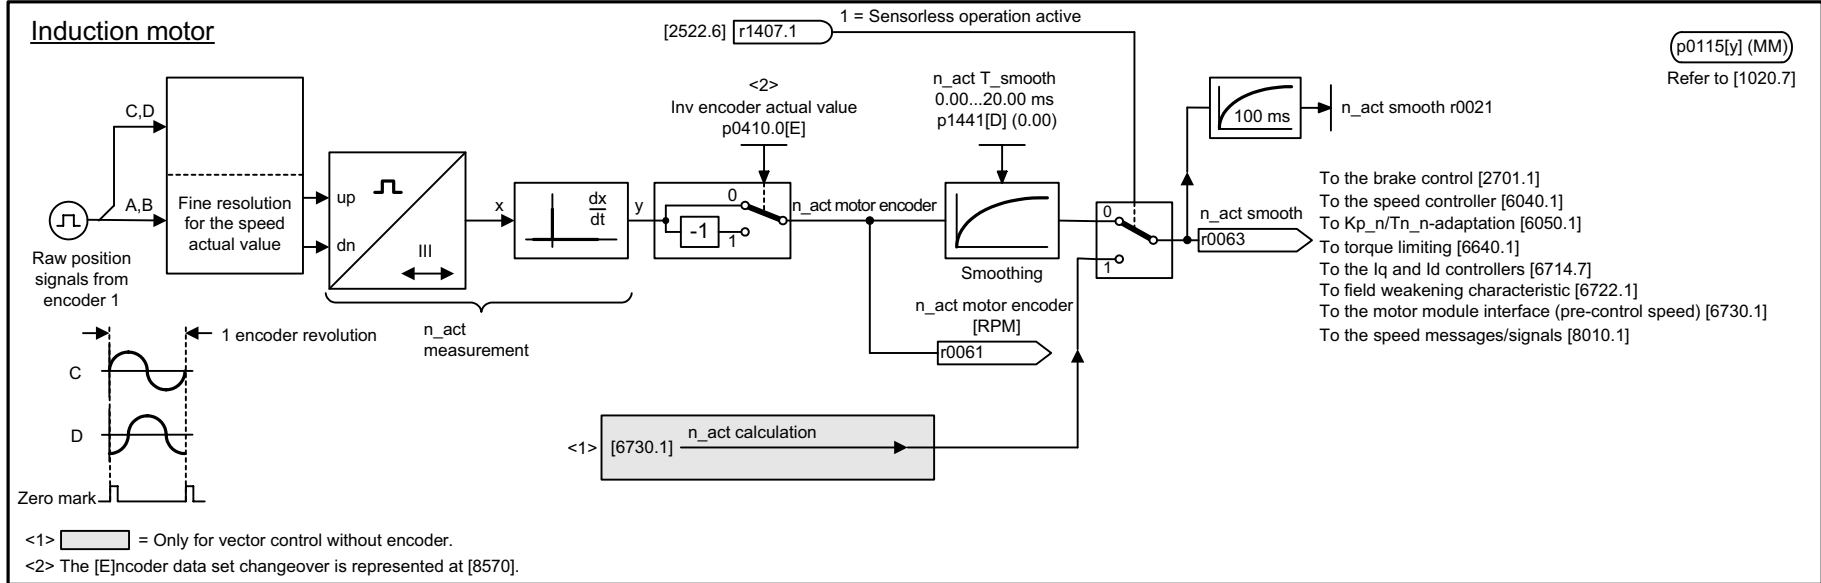 Induction motor
1 = Sensorless operation active
[2522.6] r1407.1
p0115[y] (MM)
Refer to [1020.7]
<2>
Inv encoder actual value
p0410.0[E]
n_act T_smooth
0.00...20.00 ms
p1441[D] (0.00)
100 ms
n_act smooth r0021
C,D
A,B
Fine resolution
for the speed
actual value
up
dn
III
x
dx
dt
y
0
-1
1
n_act motor encoder
Smoothing
0
1
n_act smooth
r0063
To the brake control [2701.1]
To the speed controller [6040.1]
To Kp_n/Tn_n-adaptation [6050.1]
To torque limiting [6640.1]
To the Iq and Id controllers [6714.7]
To field weakening characteristic [6722.1]
To the motor module interface (pre-control speed) [6730.1]
To the speed messages/signals [8010.1]
Raw position
signals from
encoder 1
n_act
measurement
n_act motor encoder
[RPM]
r0061
1 encoder revolution
C
D
Zero mark
<1> [6730.1] n_act calculation
<1> = Only for vector control without encoder.
<2> The [E]ncoder data set changeover is represented at [8570].